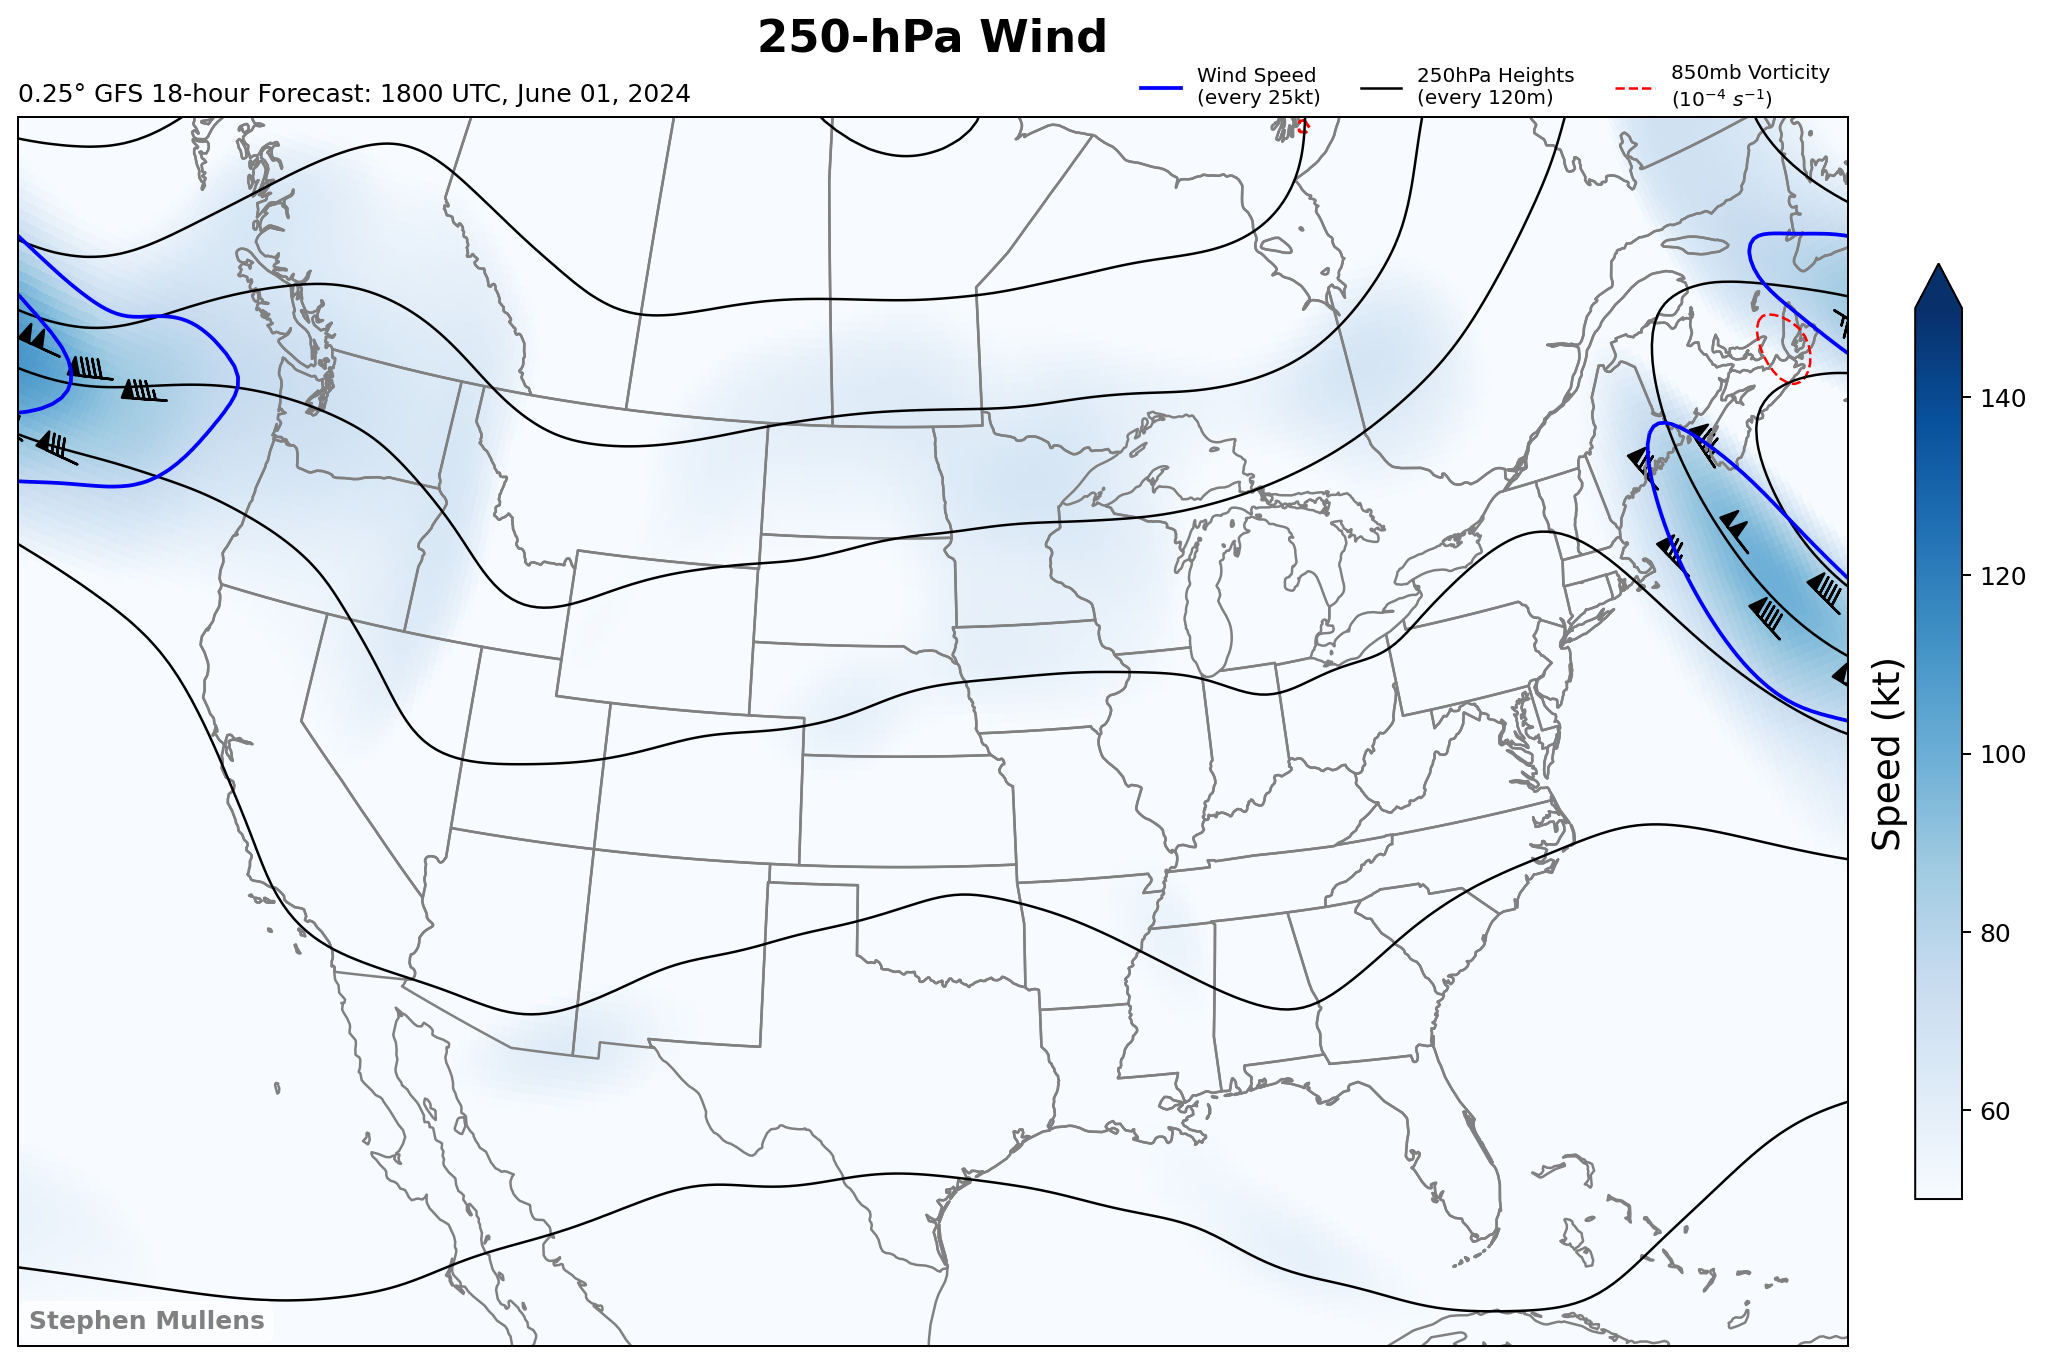 250-hPa Wind
0.25° GFS 18-hour Forecast: 1800 UTC, June 01, 2024
Wind Speed
(every 25kt)
250hPa Heights
(every 120m)
850mb Vorticity
(10⁻⁴ s⁻¹)
140
120
100
80
60
Speed (kt)
Stephen Mullens